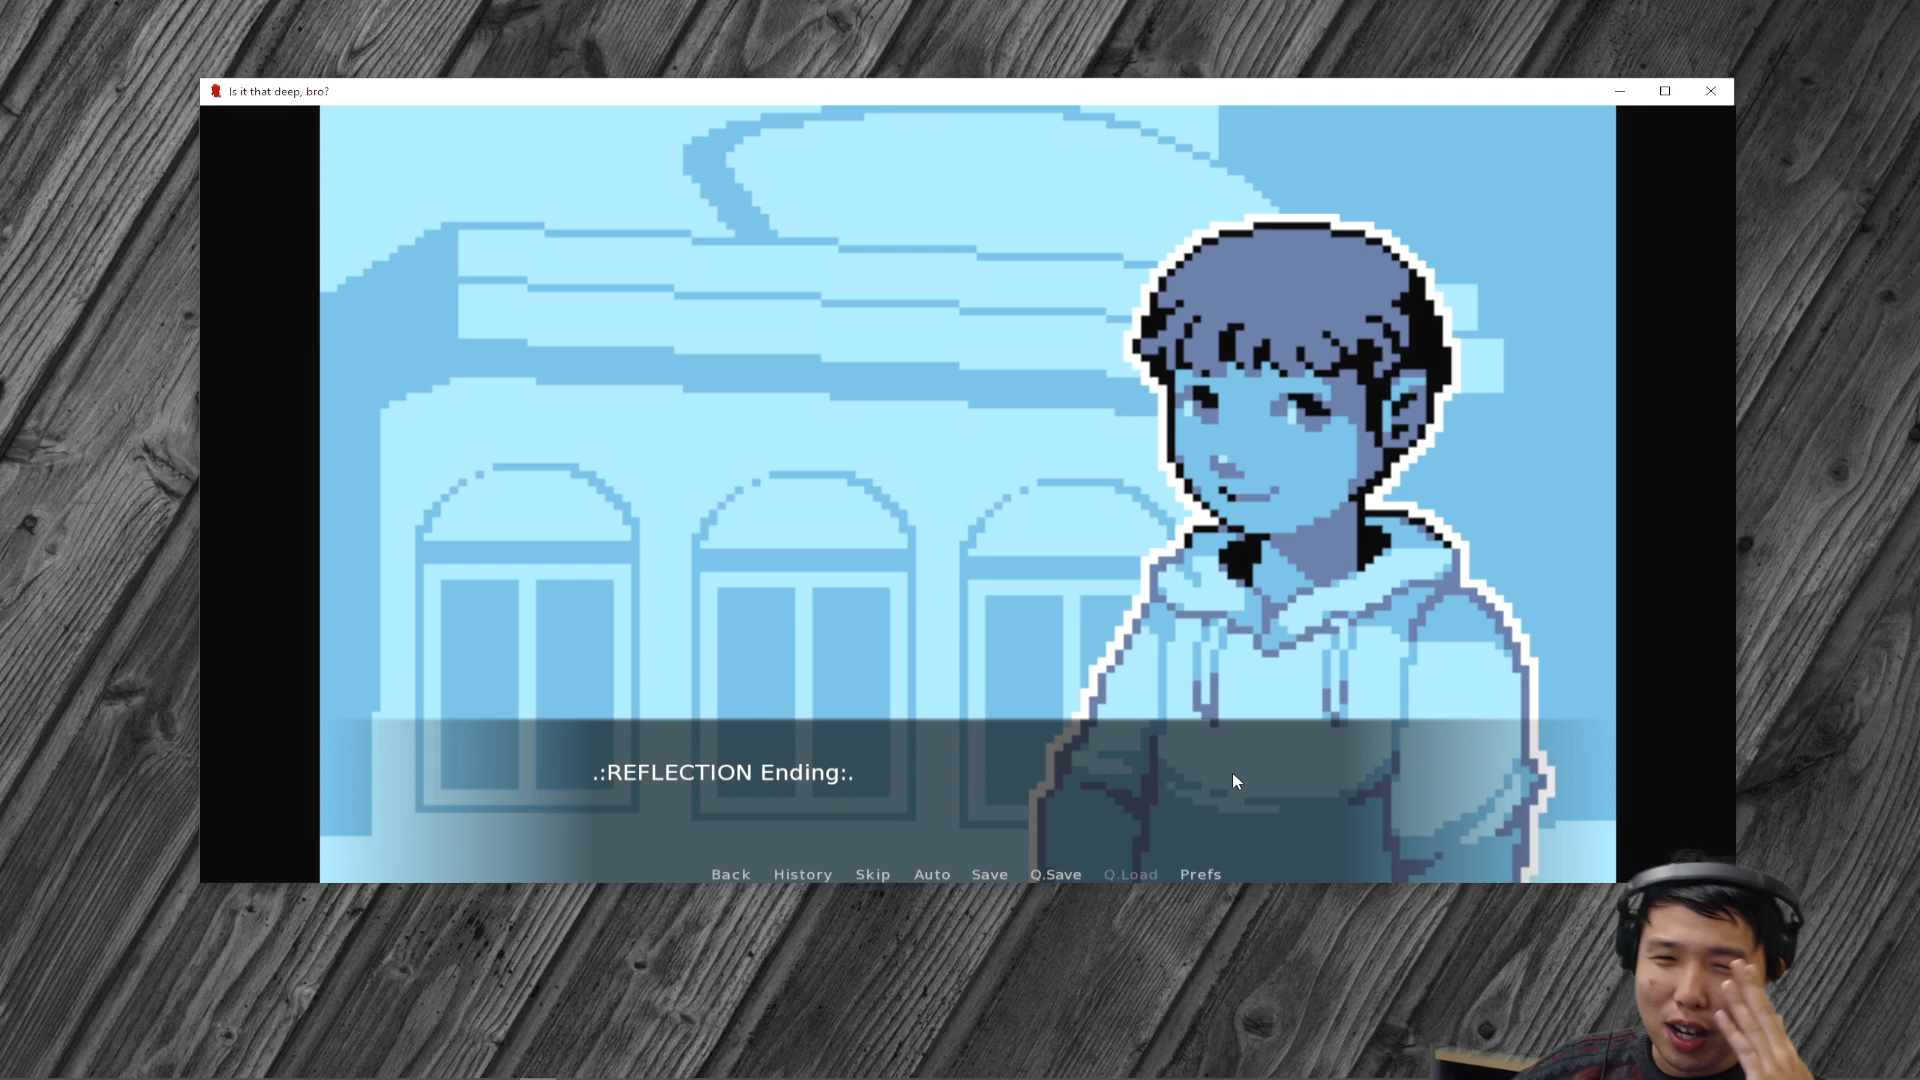 Is it that deep, bro?
.:REFLECTION Ending:.
Back History Skip Auto Save Q.Save Q.Load Prefs